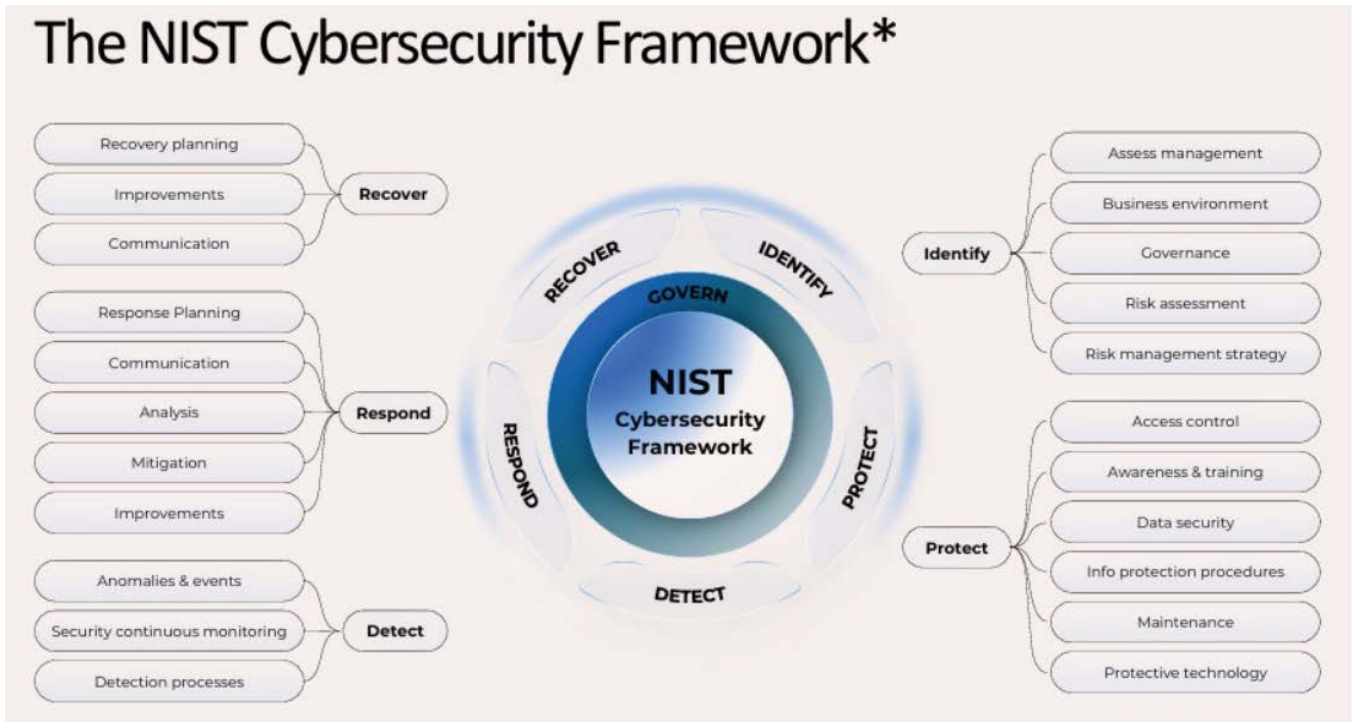 The NIST Cybersecurity Framework*
Recovery planning
Improvements
Communication
Recover
Response Planning
Communication
Analysis
Mitigation
Improvements
Respond
Anomalies & events
Security continuous monitoring
Detection processes
Detect
RECOVER
IDENTIFY
GOVERN
NIST
Cybersecurity
Framework
RESPOND
PROTECT
DETECT
Identify
Assess management
Business environment
Governance
Risk assessment
Risk management strategy
Protect
Access control
Awareness & training
Data security
Info protection procedures
Maintenance
Protective technology